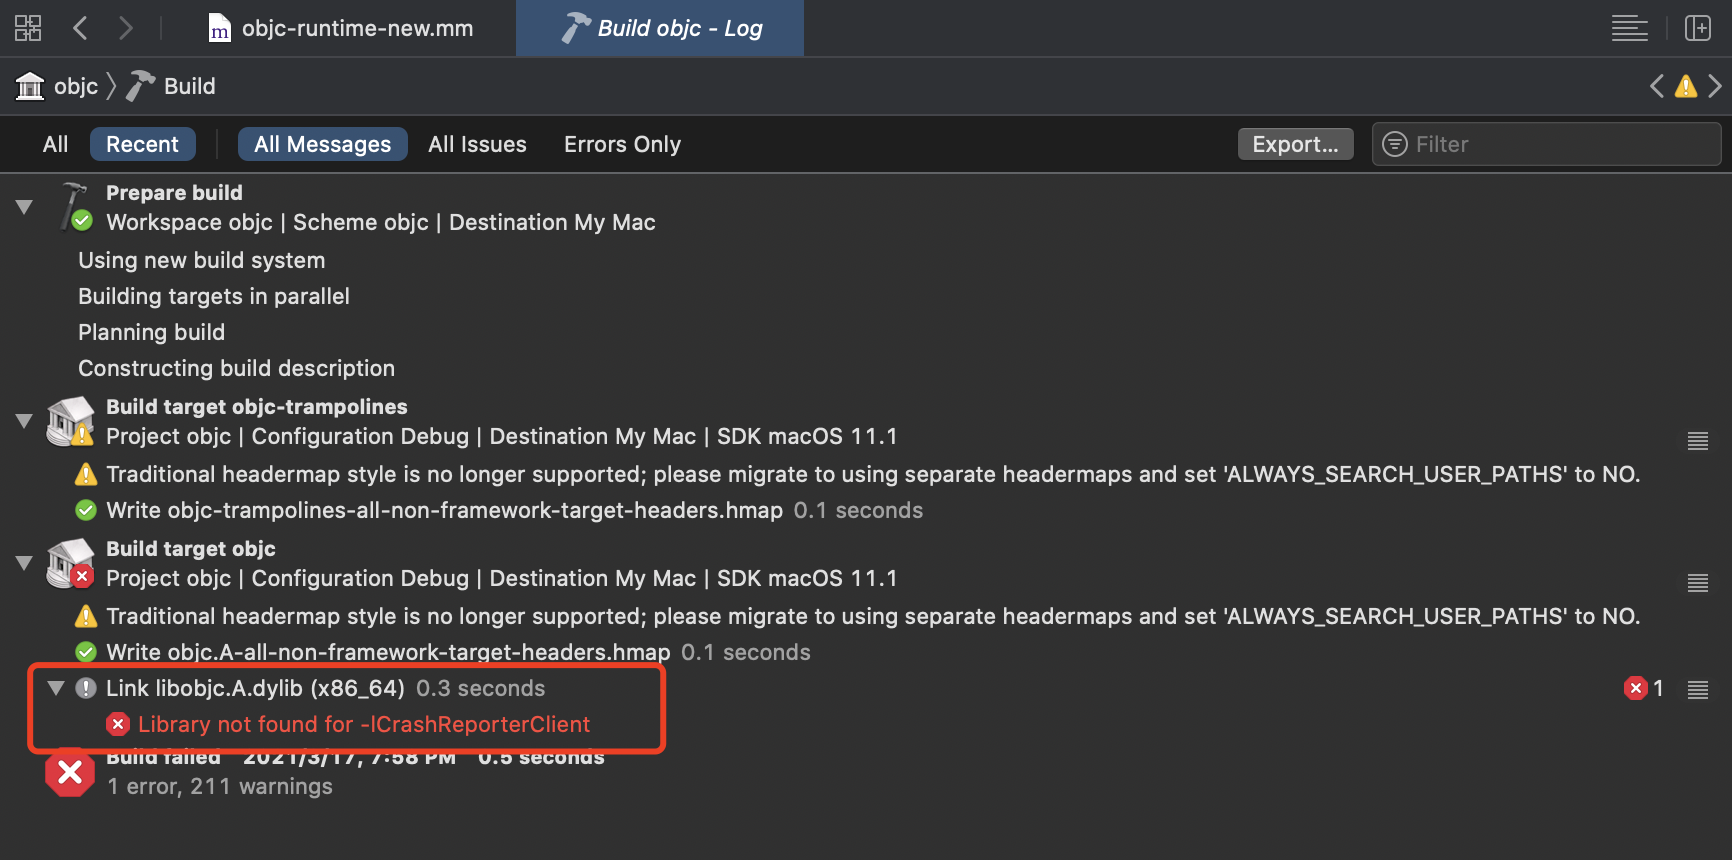 m objc-runtime-new.mm Build objc - Log
objc Build
All Recent All Messages All Issues Errors Only Export... Filter
Prepare build
Workspace objc | Scheme objc | Destination My Mac
Using new build system
Building targets in parallel
Planning build
Constructing build description
Build target objc-trampolines
Project objc | Configuration Debug | Destination My Mac | SDK macOS 11.1
Traditional headermap style is no longer supported; please migrate to using separate headermaps and set 'ALWAYS_SEARCH_USER_PATHS' to NO.
Write objc-trampolines-all-non-framework-target-headers.hmap 0.1 seconds
Build target objc
Project objc | Configuration Debug | Destination My Mac | SDK macOS 11.1
Traditional headermap style is no longer supported; please migrate to using separate headermaps and set 'ALWAYS_SEARCH_USER_PATHS' to NO.
Write objc.A-all-non-framework-target-headers.hmap 0.1 seconds
Link libobjc.A.dylib (x86_64) 0.3 seconds 1
Library not found for -lCrashReporterClient
Build failed 2021/3/17, 7:58 PM 0.5 seconds
1 error, 211 warnings